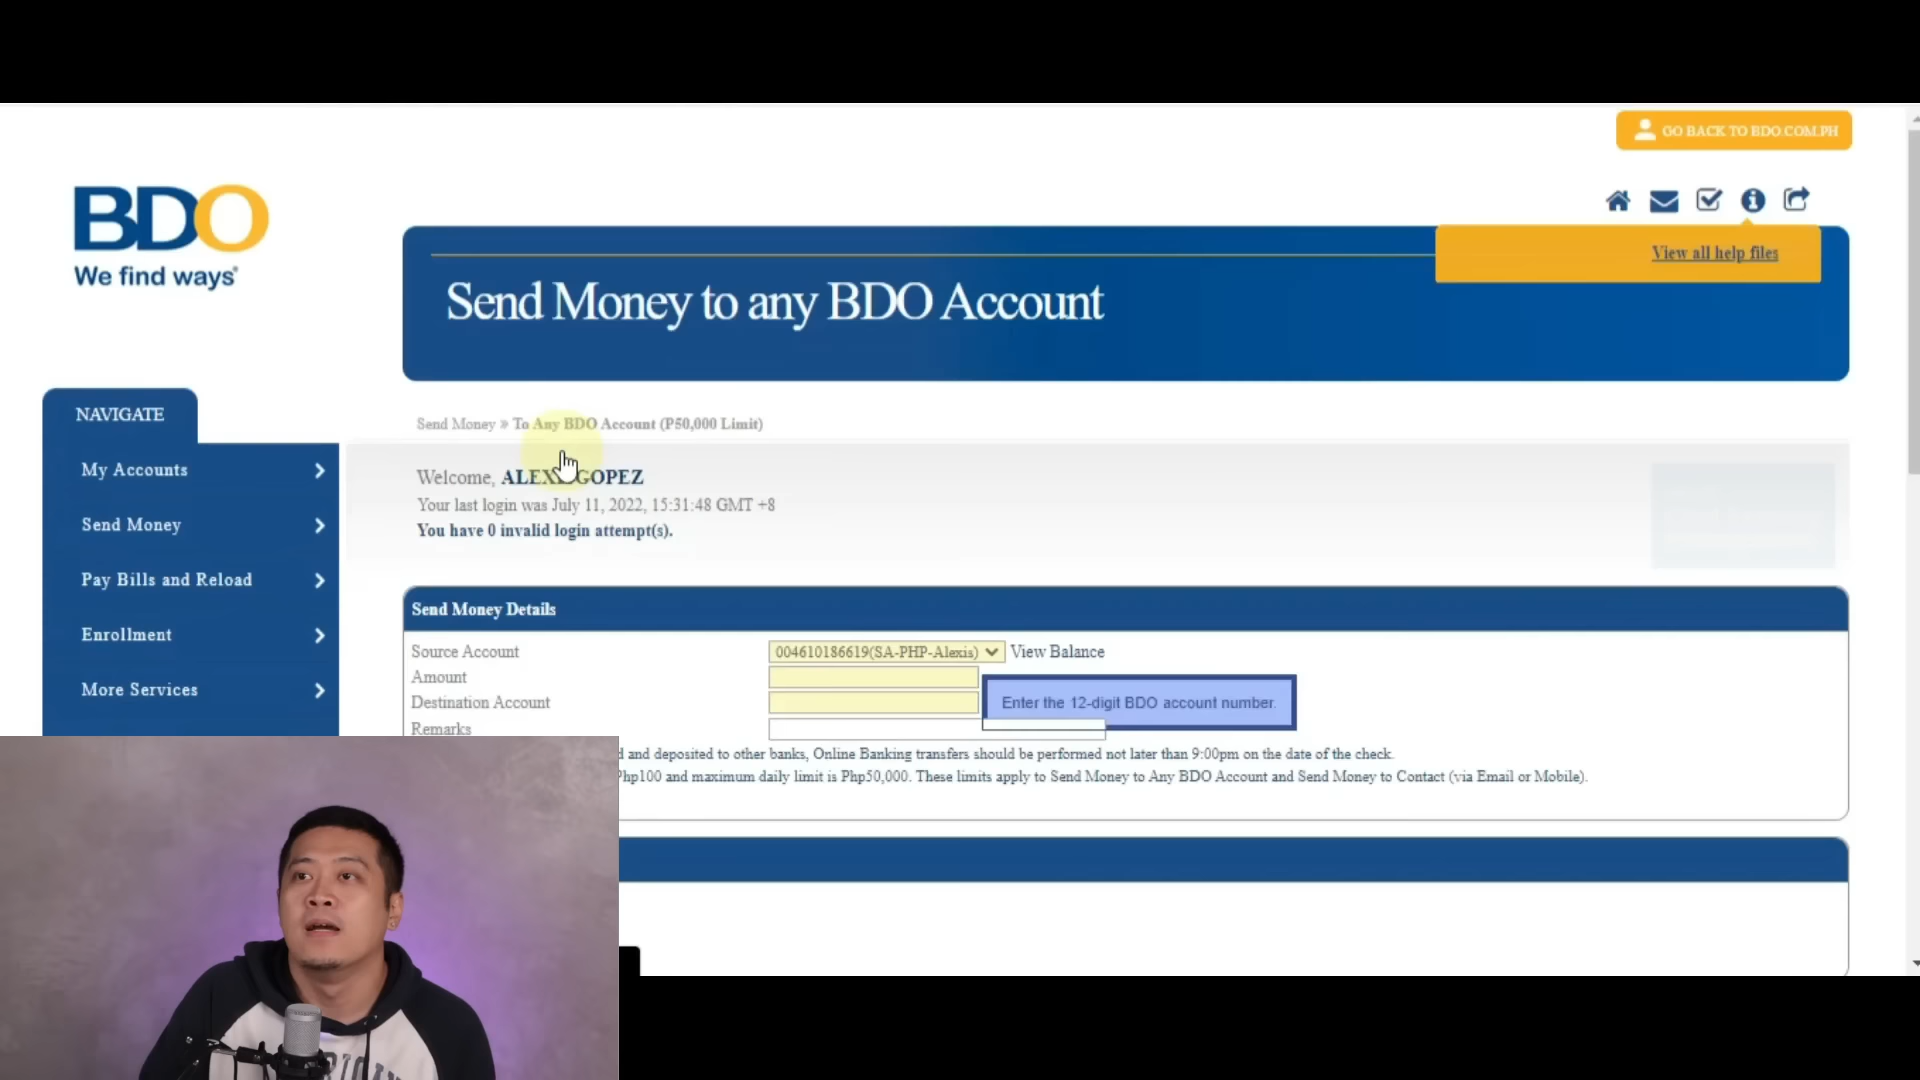 GO BACK TO BDO.COM.PH
BDO
We find ways
View all help files
Send Money to any BDO Account
NAVIGATE
My Accounts
Send Money
Pay Bills and Reload
Enrollment
More Services
Send Money » To Any BDO Account (P50,000 Limit)
Welcome, GOPEZ
Your last login was July 11, 2022, 15:31:48 GMT +8
You have 0 invalid login attempt(s).
Send Money Details
Source Account 004610186619(SA-PHP-Alexis) View Balance
Amount
Destination Account Enter the 12-digit BDO account number.
Remarks
and deposited to other banks, Online Banking transfers should be performed not later than 9:00pm on the date of the check.
Php100 and maximum daily limit is Php50,000. These limits apply to Send Money to Any BDO Account and Send Money to Contact (via Email or Mobile).